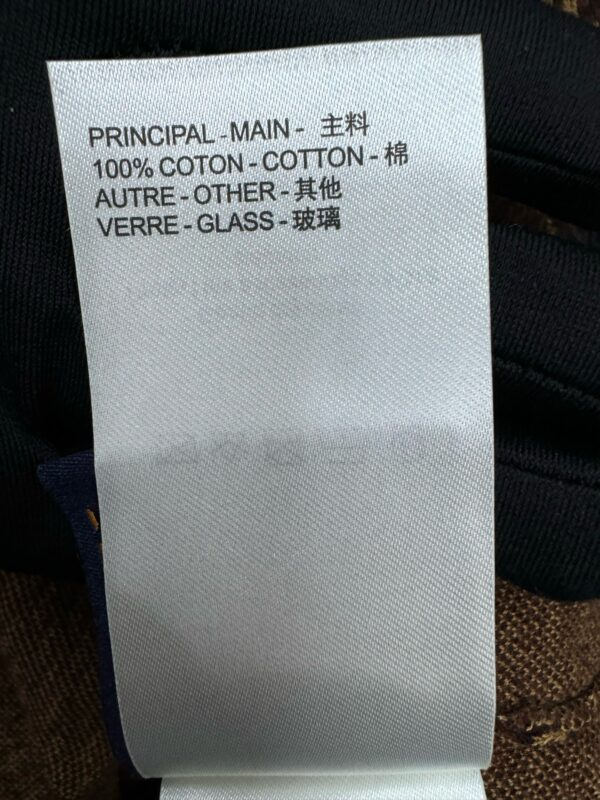 PRINCIPAL -MAIN - 主料
100% COTON - COTTON - 棉
AUTRE - OTHER - 其他
VERRE - GLASS - 玻璃